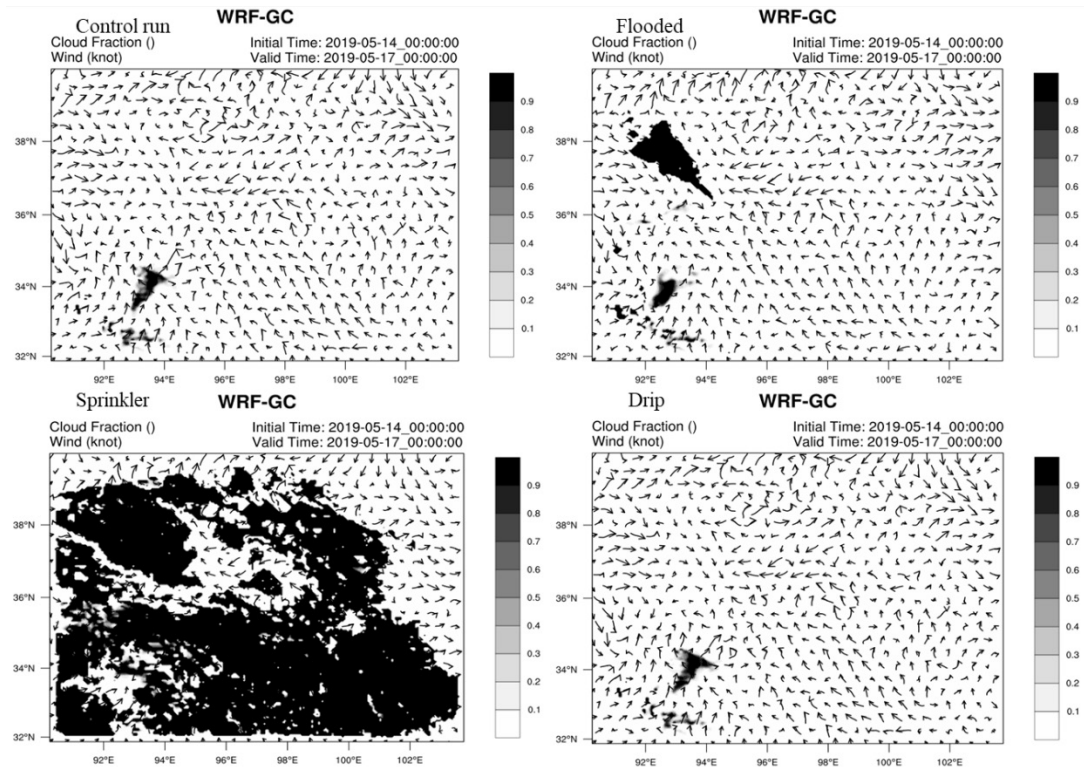 Control run
WRF-GC
Cloud Fraction ()
Initial Time: 2019-05-14_00:00:00
Wind (knot)
Valid Time: 2019-05-17_00:00:00
38°N
36°N
34°N
32°N
92°E 94°E 96°E 98°E 100°E 102°E
0.9
0.8
0.7
0.6
0.5
0.4
0.3
0.2
0.1
Flooded
WRF-GC
Cloud Fraction ()
Initial Time: 2019-05-14_00:00:00
Wind (knot)
Valid Time: 2019-05-17_00:00:00
38°N
36°N
34°N
32°N
92°E 94°E 96°E 98°E 100°E 102°E
0.9
0.8
0.7
0.6
0.5
0.4
0.3
0.2
0.1
Sprinkler
WRF-GC
Cloud Fraction ()
Initial Time: 2019-05-14_00:00:00
Wind (knot)
Valid Time: 2019-05-17_00:00:00
38°N
36°N
34°N
32°N
92°E 94°E 96°E 98°E 100°E 102°E
0.9
0.8
0.7
0.6
0.5
0.4
0.3
0.2
0.1
Drip
WRF-GC
Cloud Fraction ()
Initial Time: 2019-05-14_00:00:00
Wind (knot)
Valid Time: 2019-05-17_00:00:00
38°N
36°N
34°N
32°N
92°E 94°E 96°E 98°E 100°E 102°E
0.9
0.8
0.7
0.6
0.5
0.4
0.3
0.2
0.1